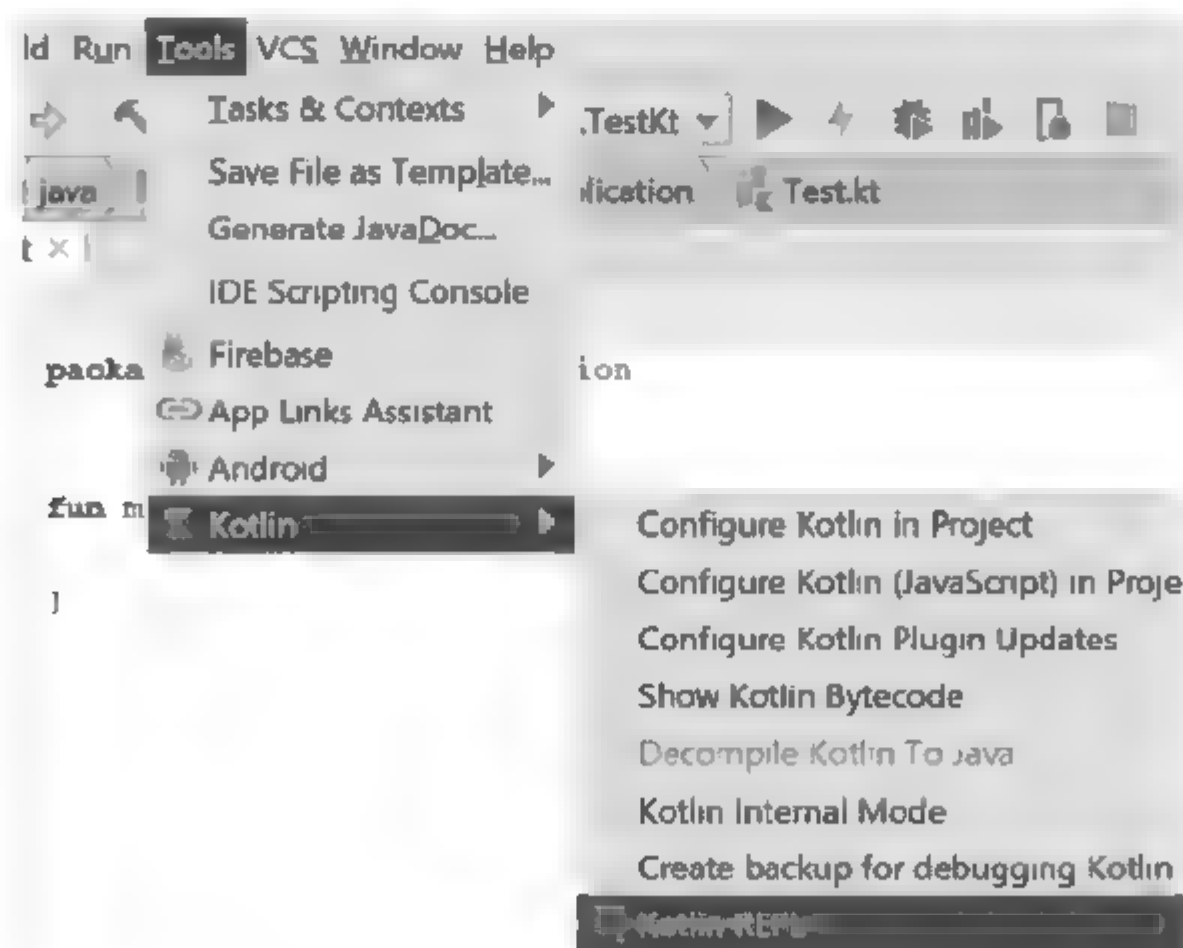 ld Run Tools VCS Window Help
Tasks & Contexts
.TestKt
Save File as Template...
java
lication Test.kt
Generate JavaDoc...
t ×
IDE Scripting Console
Firebase
packa ion
App Links Assistant
Android
fun m
Kotlin
Configure Kotlin in Project
Configure Kotlin (JavaScript) in Proje
}
Configure Kotlin Plugin Updates
Show Kotlin Bytecode
Decompile Kotlin To Java
Kotlin Internal Mode
Create backup for debugging Kotlin
Kotlin REPL